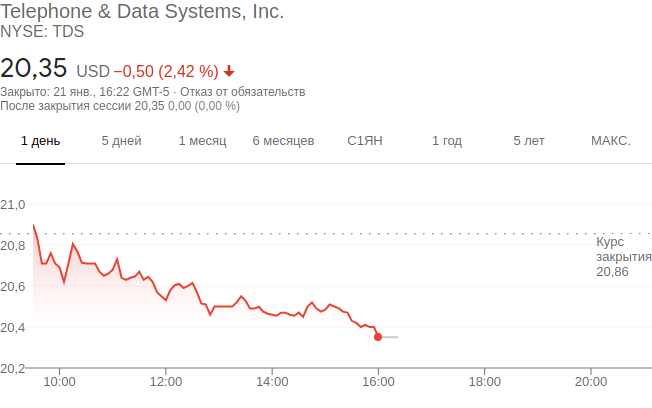 Telephone & Data Systems, Inc.
NYSE: TDS
20,35 USD −0,50 (2,42 %)
Закрыто: 21 янв., 16:22 GMT-5 · Отказ от обязательств
После закрытия сессии 20,35 0,00 (0,00 %)
1 день 5 дней 1 месяц 6 месяцев С1ЯН 1 год 5 лет МАКС.
21,0
20,8
Курс
закрытия
20,86
20,6
20,4
20,2
10:00 12:00 14:00 16:00 18:00 20:00